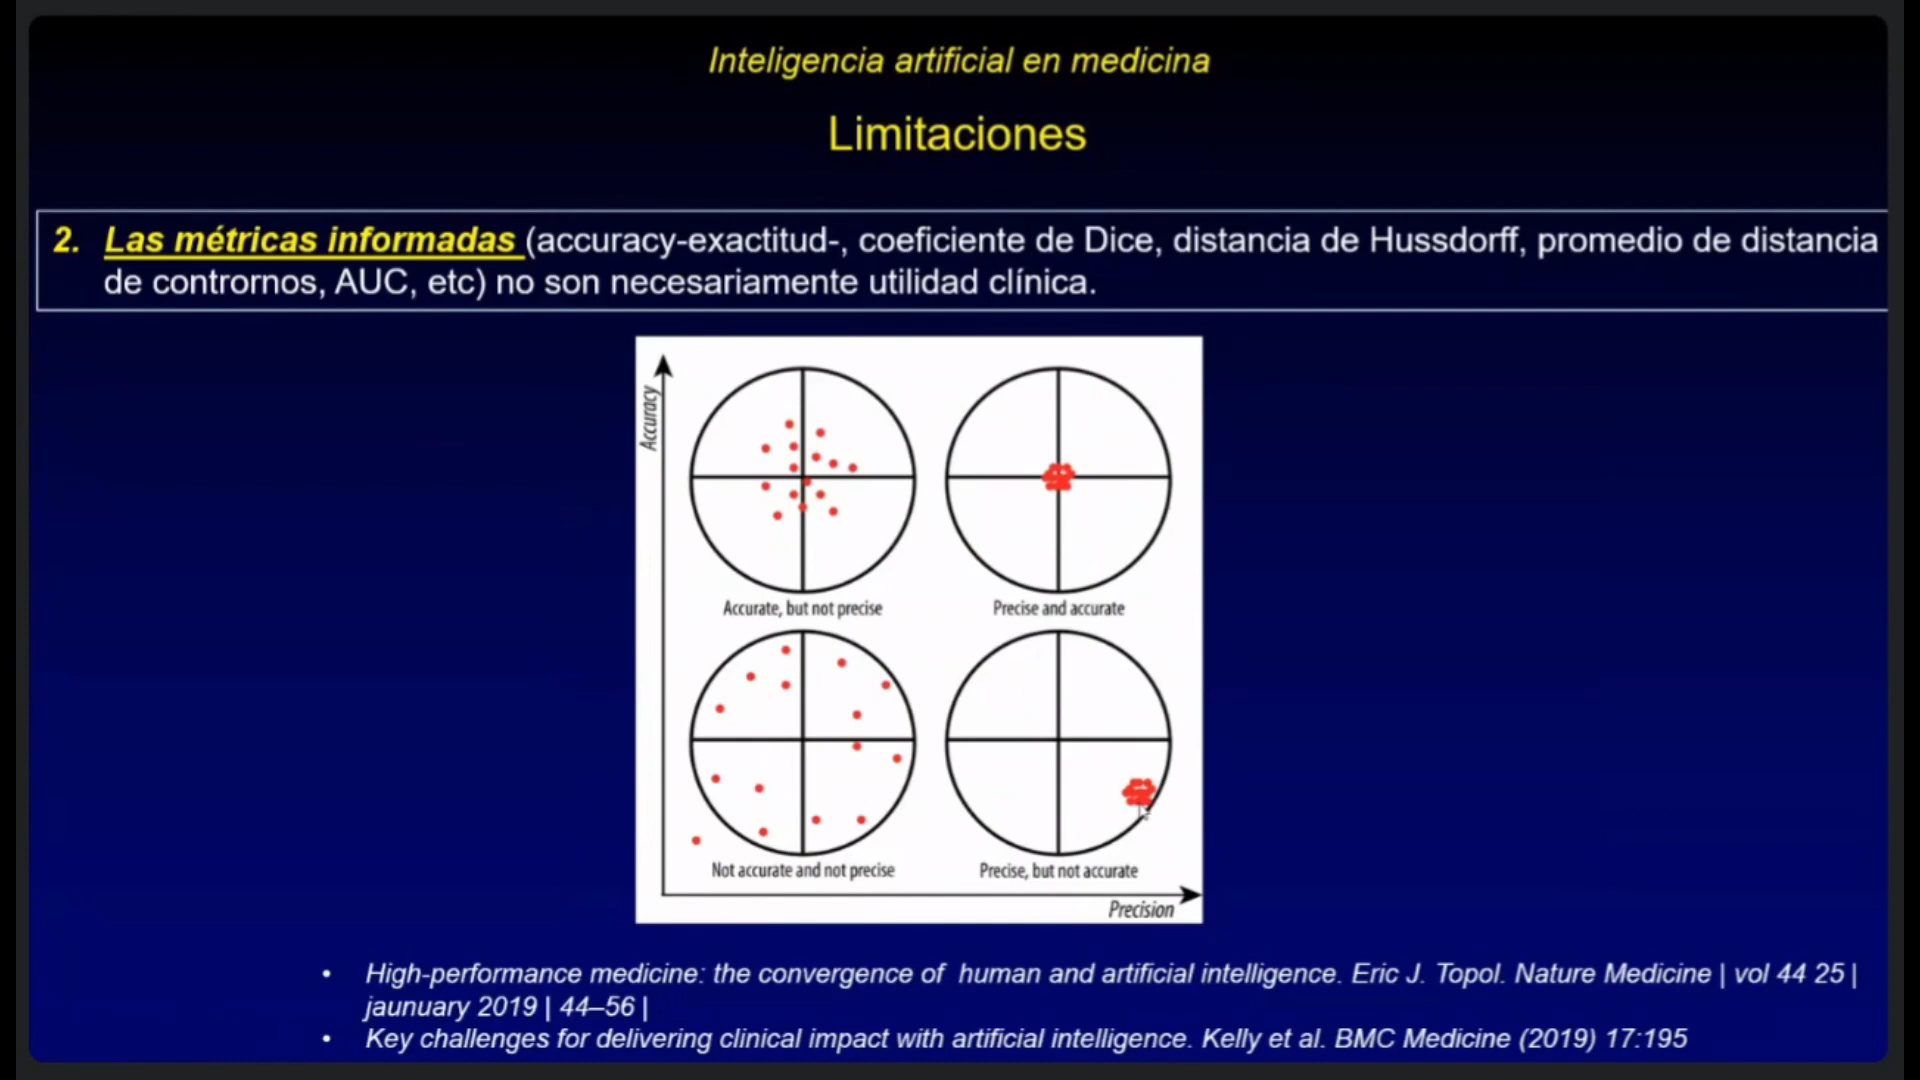 Inteligencia artificial en medicina
Limitaciones
2. Las métricas informadas (accuracy-exactitud-, coeficiente de Dice, distancia de Hussdorff, promedio de distancia
de contrornos, AUC, etc) no son necesariamente utilidad clínica.
Accuracy
Accurate, but not precise
Precise and accurate
Not accurate and not precise
Precise, but not accurate
Precision
• High-performance medicine: the convergence of human and artificial intelligence. Eric J. Topol. Nature Medicine | vol 44 25 |
jaunuary 2019 | 44–56 |
• Key challenges for delivering clinical impact with artificial intelligence. Kelly et al. BMC Medicine (2019) 17:195